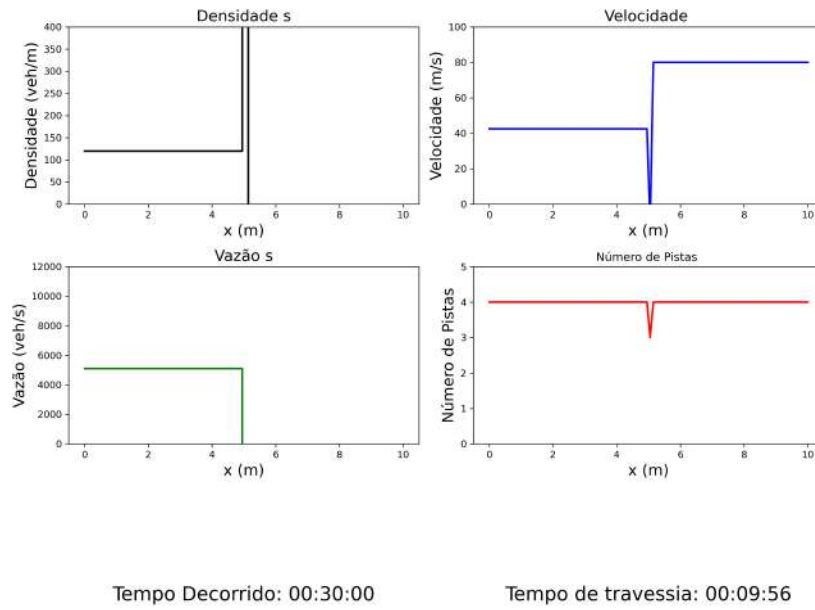 Densidade s
Densidade (veh/m)
400
350
300
250
200
150
100
50
0
0 2 4 6 8 10
x (m)
Velocidade
Velocidade (m/s)
100
80
60
40
20
0
0 2 4 6 8 10
x (m)
Vazão s
Vazão (veh/s)
12000
10000
8000
6000
4000
2000
0
0 2 4 6 8 10
x (m)
Número de Pistas
Número de Pistas
5
4
3
2
1
0
0 2 4 6 8 10
x (m)
Tempo Decorrido: 00:30:00
Tempo de travessia: 00:09:56